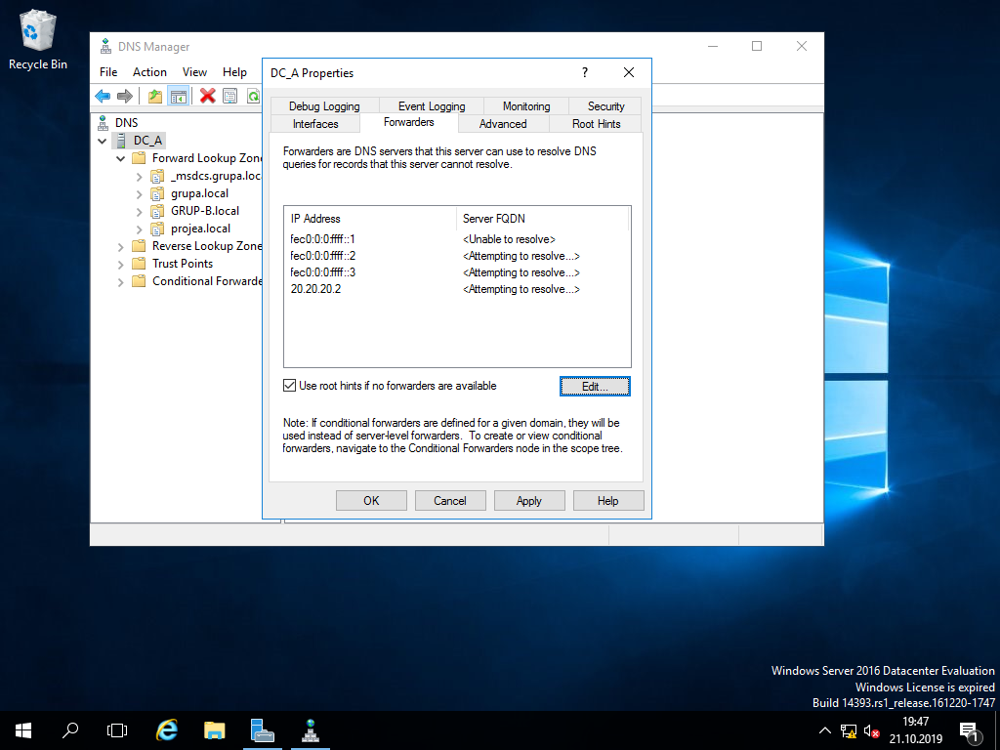 Recycle Bin
DNS Manager
File Action View Help
DC_A Properties
?
Debug Logging Event Logging Monitoring Security
Interfaces Forwarders Advanced Root Hints
DNS
DC_A
Forward Lookup Zone
_msdcs.grupa.loc
grupa.local
GRUP-B.local
projea.local
Reverse Lookup Zone
Trust Points
Conditional Forwarde
Forwarders are DNS servers that this server can use to resolve DNS
queries for records that this server cannot resolve.
IP Address Server FQDN
fec0:0:0:ffff::1 <Unable to resolve>
fec0:0:0:ffff::2 <Attempting to resolve...>
fec0:0:0:ffff::3 <Attempting to resolve...>
20.20.20.2 <Attempting to resolve...>
Use root hints if no forwarders are available Edit...
Note: If conditional forwarders are defined for a given domain, they will be
used instead of server-level forwarders. To create or view conditional
forwarders, navigate to the Conditional Forwarders node in the scope tree.
OK Cancel Apply Help
Windows Server 2016 Datacenter Evaluation
Windows License is expired
Build 14393.rs1_release.161220-1747
19:47
21.10.2019
1